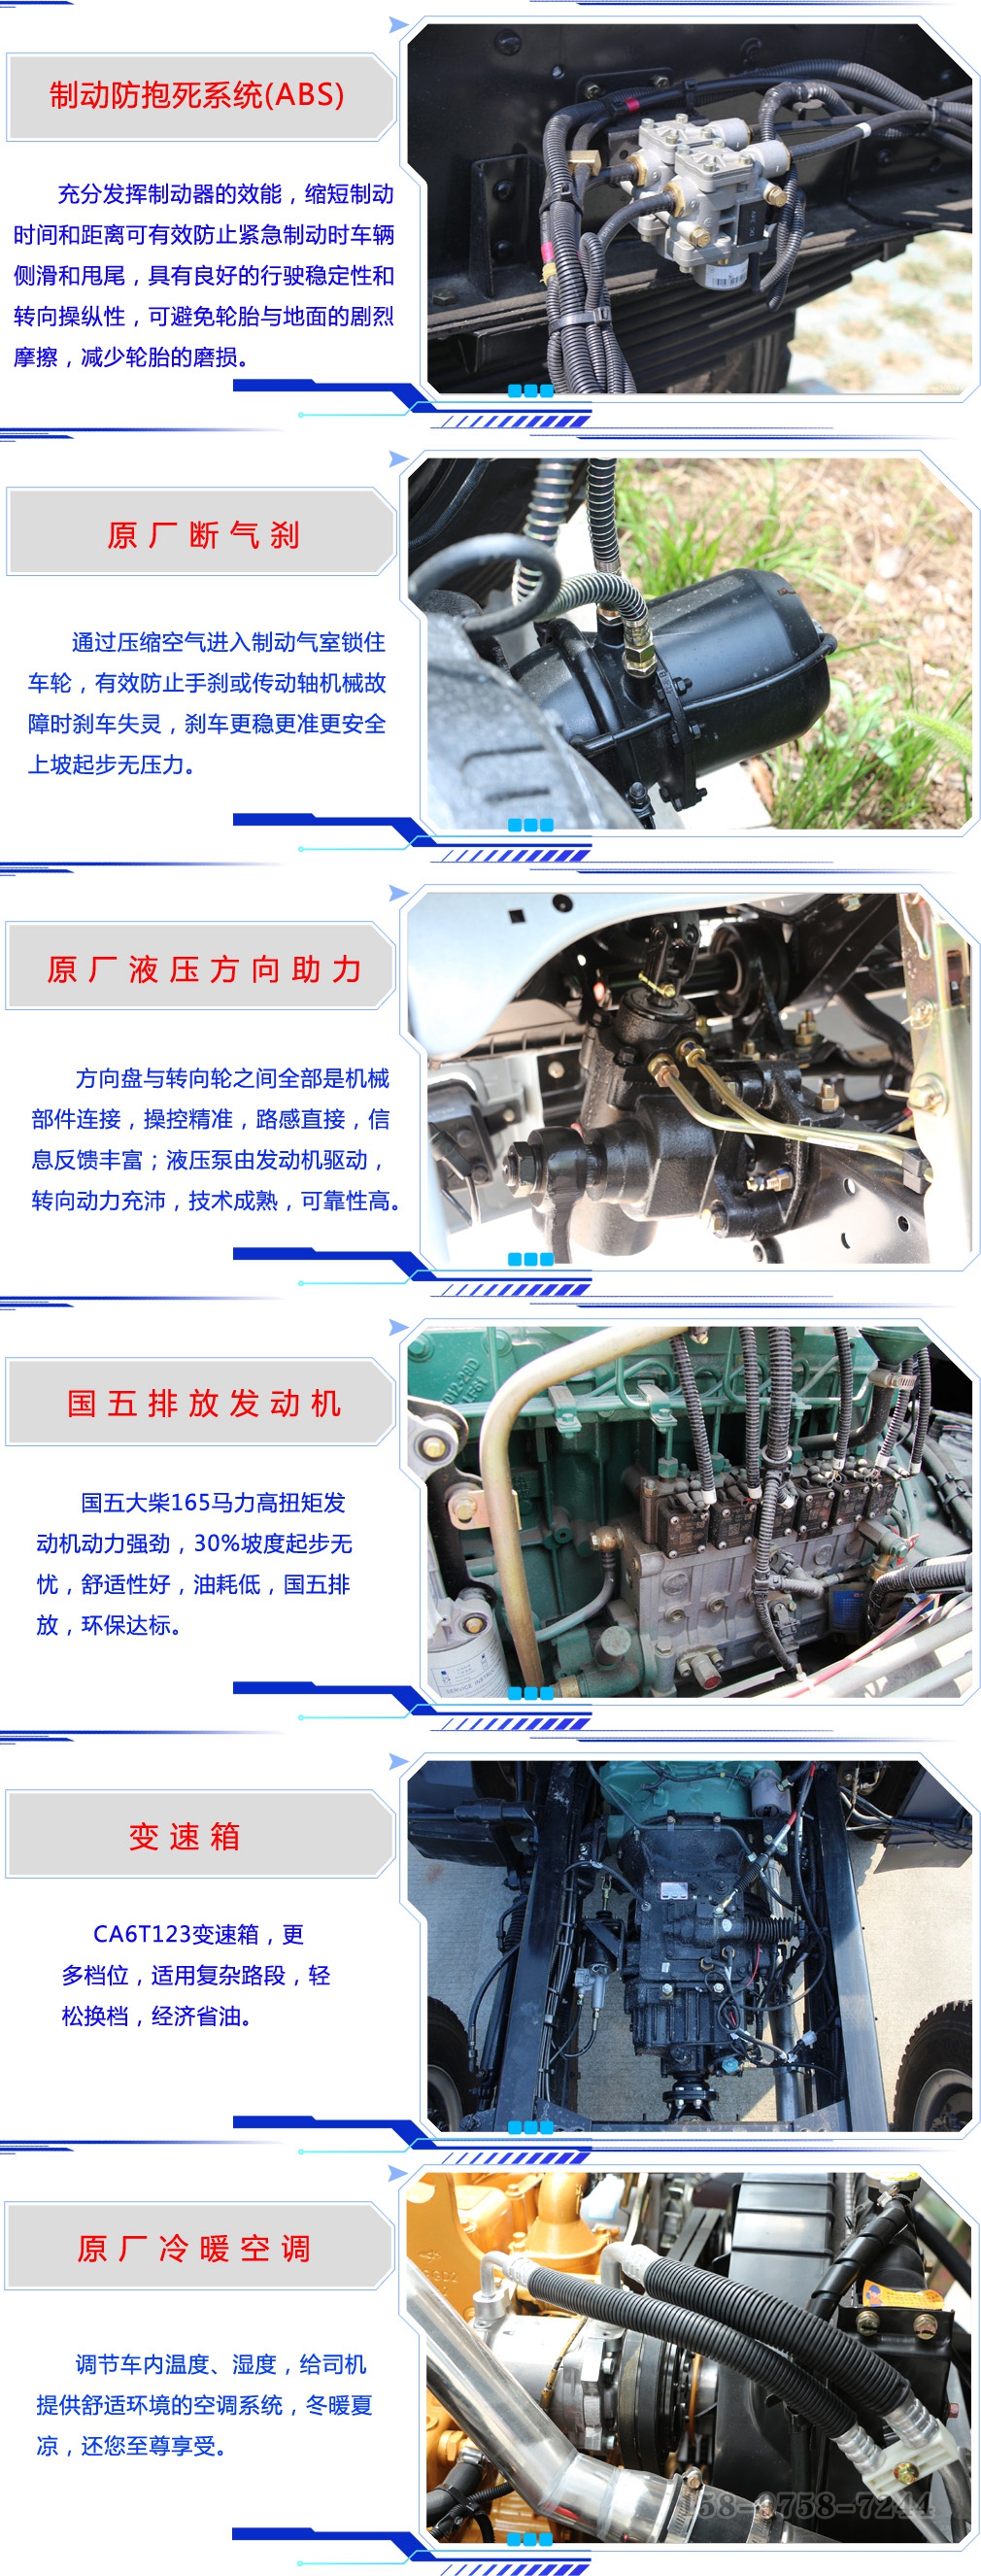 制动防抱死系统(ABS)
充分发挥制动器的效能，缩短制动
时间和距离可有效防止紧急制动时车辆
侧滑和甩尾，具有良好的行驶稳定性和
转向操纵性，可避免轮胎与地面的剧烈
摩擦，减少轮胎的磨损。
原厂断气刹
通过压缩空气进入制动气室锁住
车轮，有效防止手刹或传动轴机械故
障时刹车失灵，刹车更稳更准更安全
上坡起步无压力。
原厂液压方向助力
方向盘与转向轮之间全部是机械
部件连接，操控精准，路感直接，信
息反馈丰富；液压泵由发动机驱动，
转向动力充沛，技术成熟，可靠性高。
国五排放发动机
国五大柴165马力高扭矩发
动机动力强劲，30%坡度起步无
忧，舒适性好，油耗低，国五排
放，环保达标。
SERVICE
变速箱
CA6T123变速箱，更
多档位，适用复杂路段，轻
松换档，经济省油。
原厂冷暖空调
调节车内温度、湿度，给司机
提供舒适环境的空调系统，冬暖夏
凉，还您至尊享受。
58-9758-7244